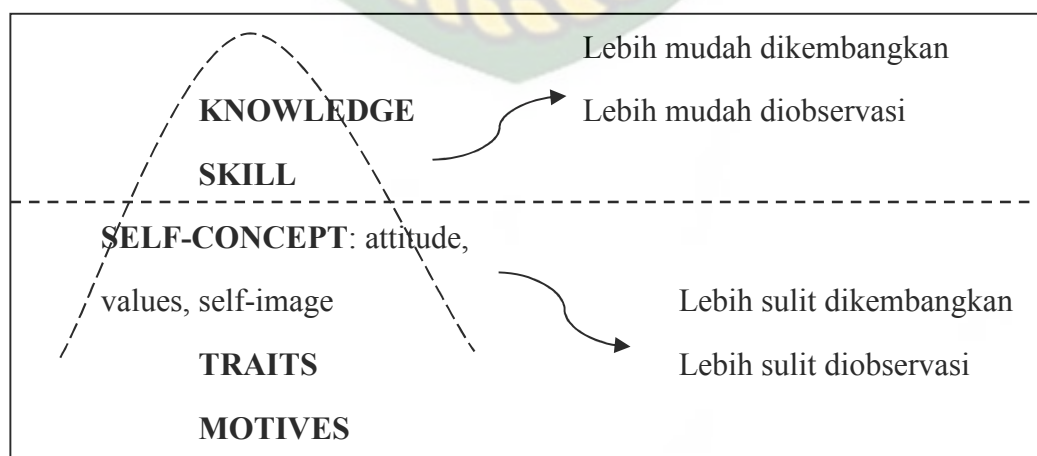 Lebih mudah dikembangkan
KNOWLEDGE
Lebih mudah diobservasi
SKILL
SELF-CONCEPT: attitude,
values, self-image
Lebih sulit dikembangkan
TRAITS
Lebih sulit diobservasi
MOTIVES